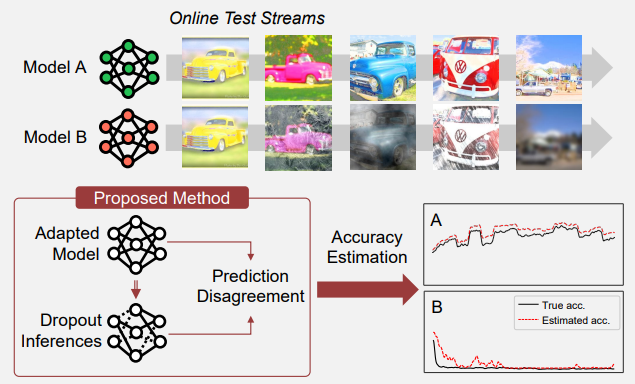 Online Test Streams
Model A
Model B
Proposed Method
Adapted
Model
Dropout
Inferences
Prediction
Disagreement
Accuracy
Estimation
A
B
True acc.
Estimated acc.